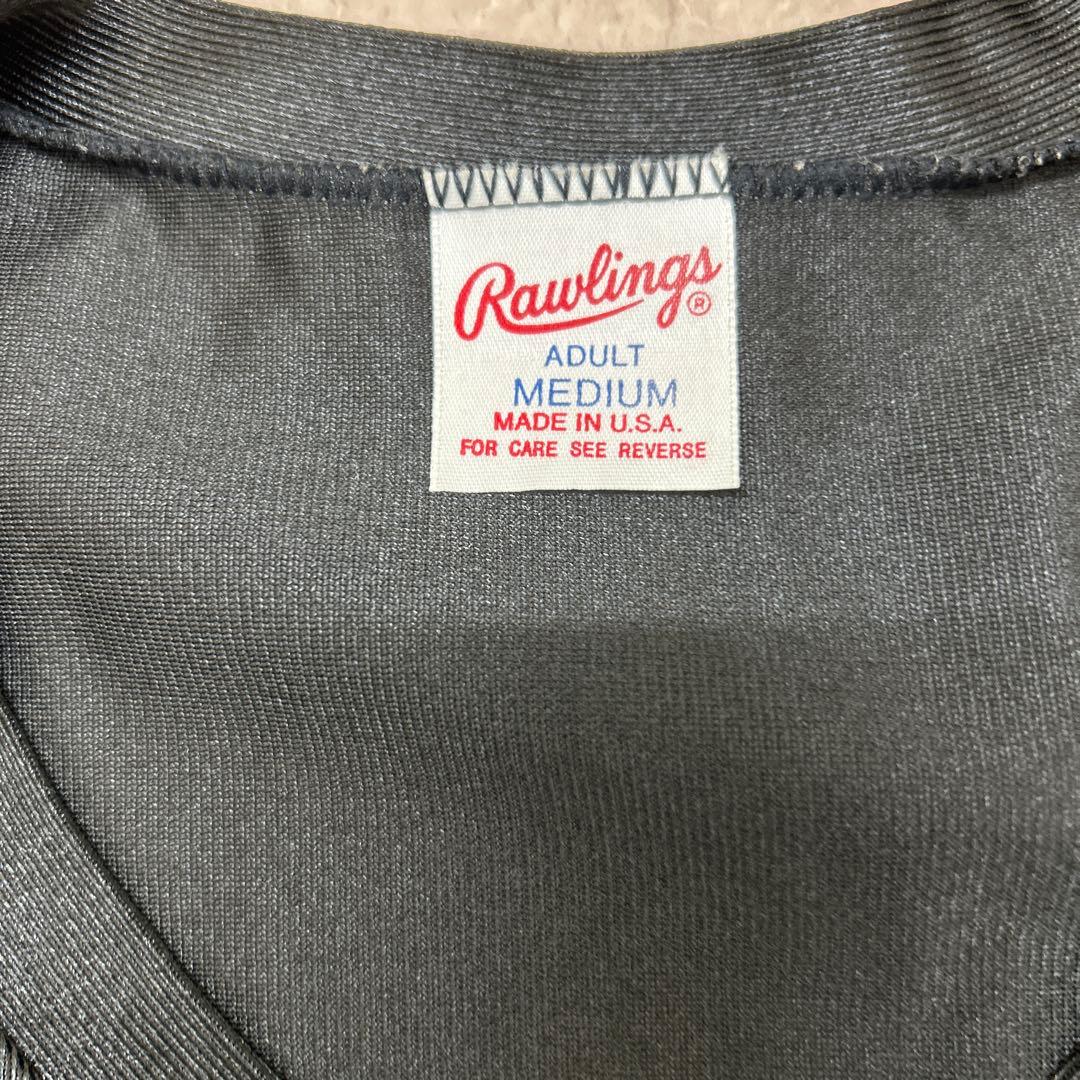 Rawlings®
ADULT
MEDIUM
MADE IN U.S.A.
FOR CARE SEE REVERSE